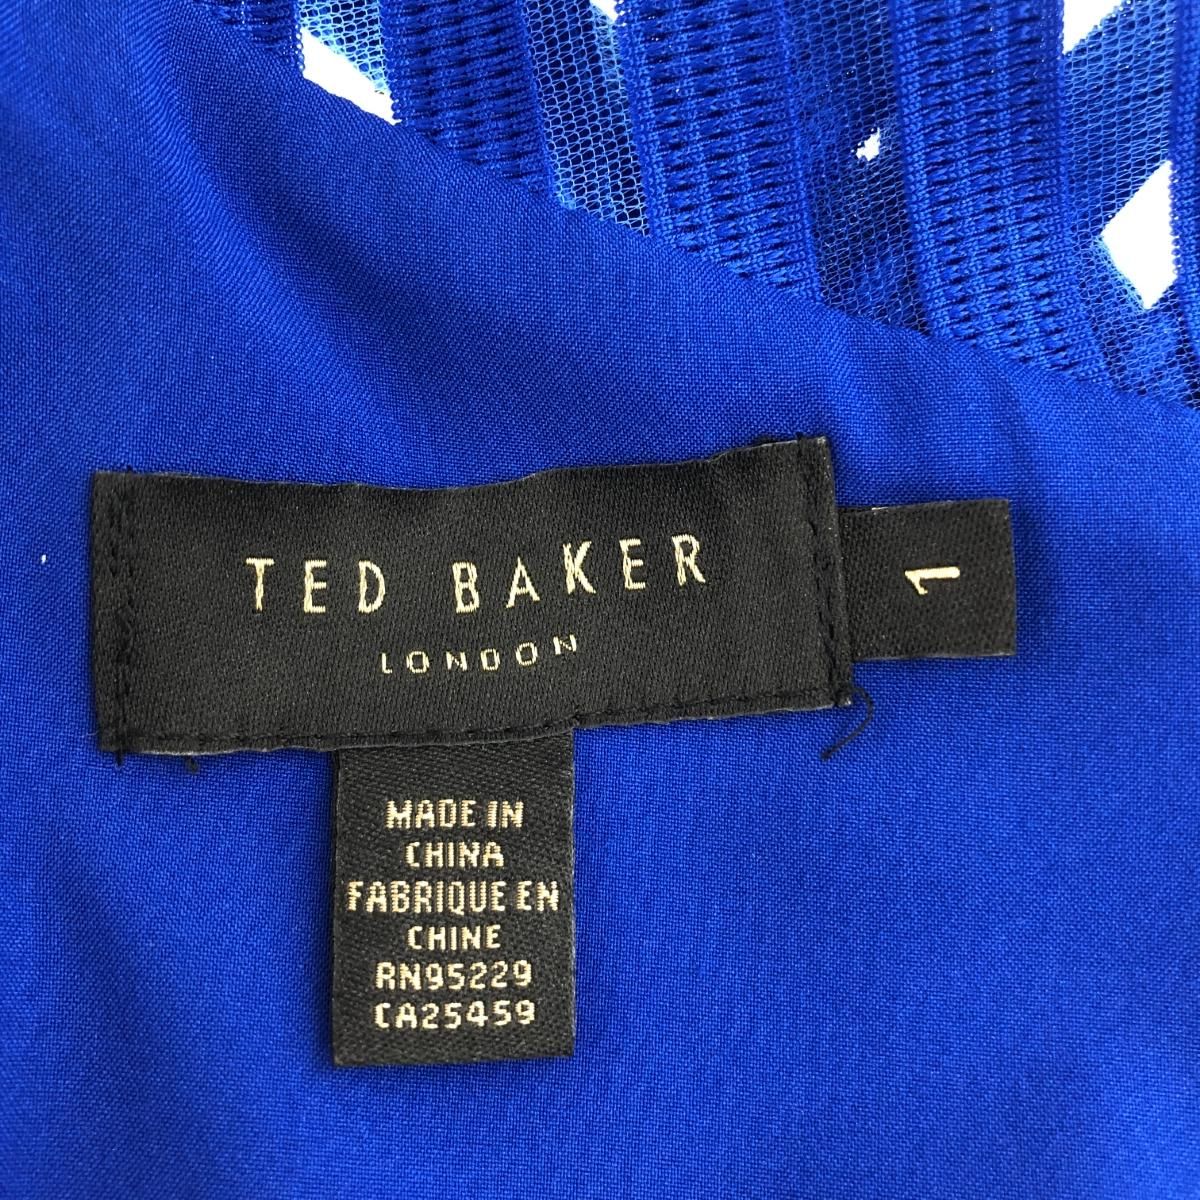 TED BAKER
LONDON
1
MADE IN
CHINA
FABRIQUE EN
CHINE
RN95229
CA25459